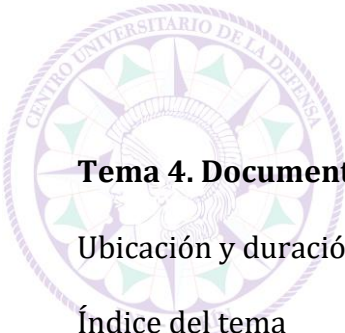 CENTRO UNIVERSITARIO DE LA DEFENSA
Tema 4. Document
Ubicación y duració
Índice del tema